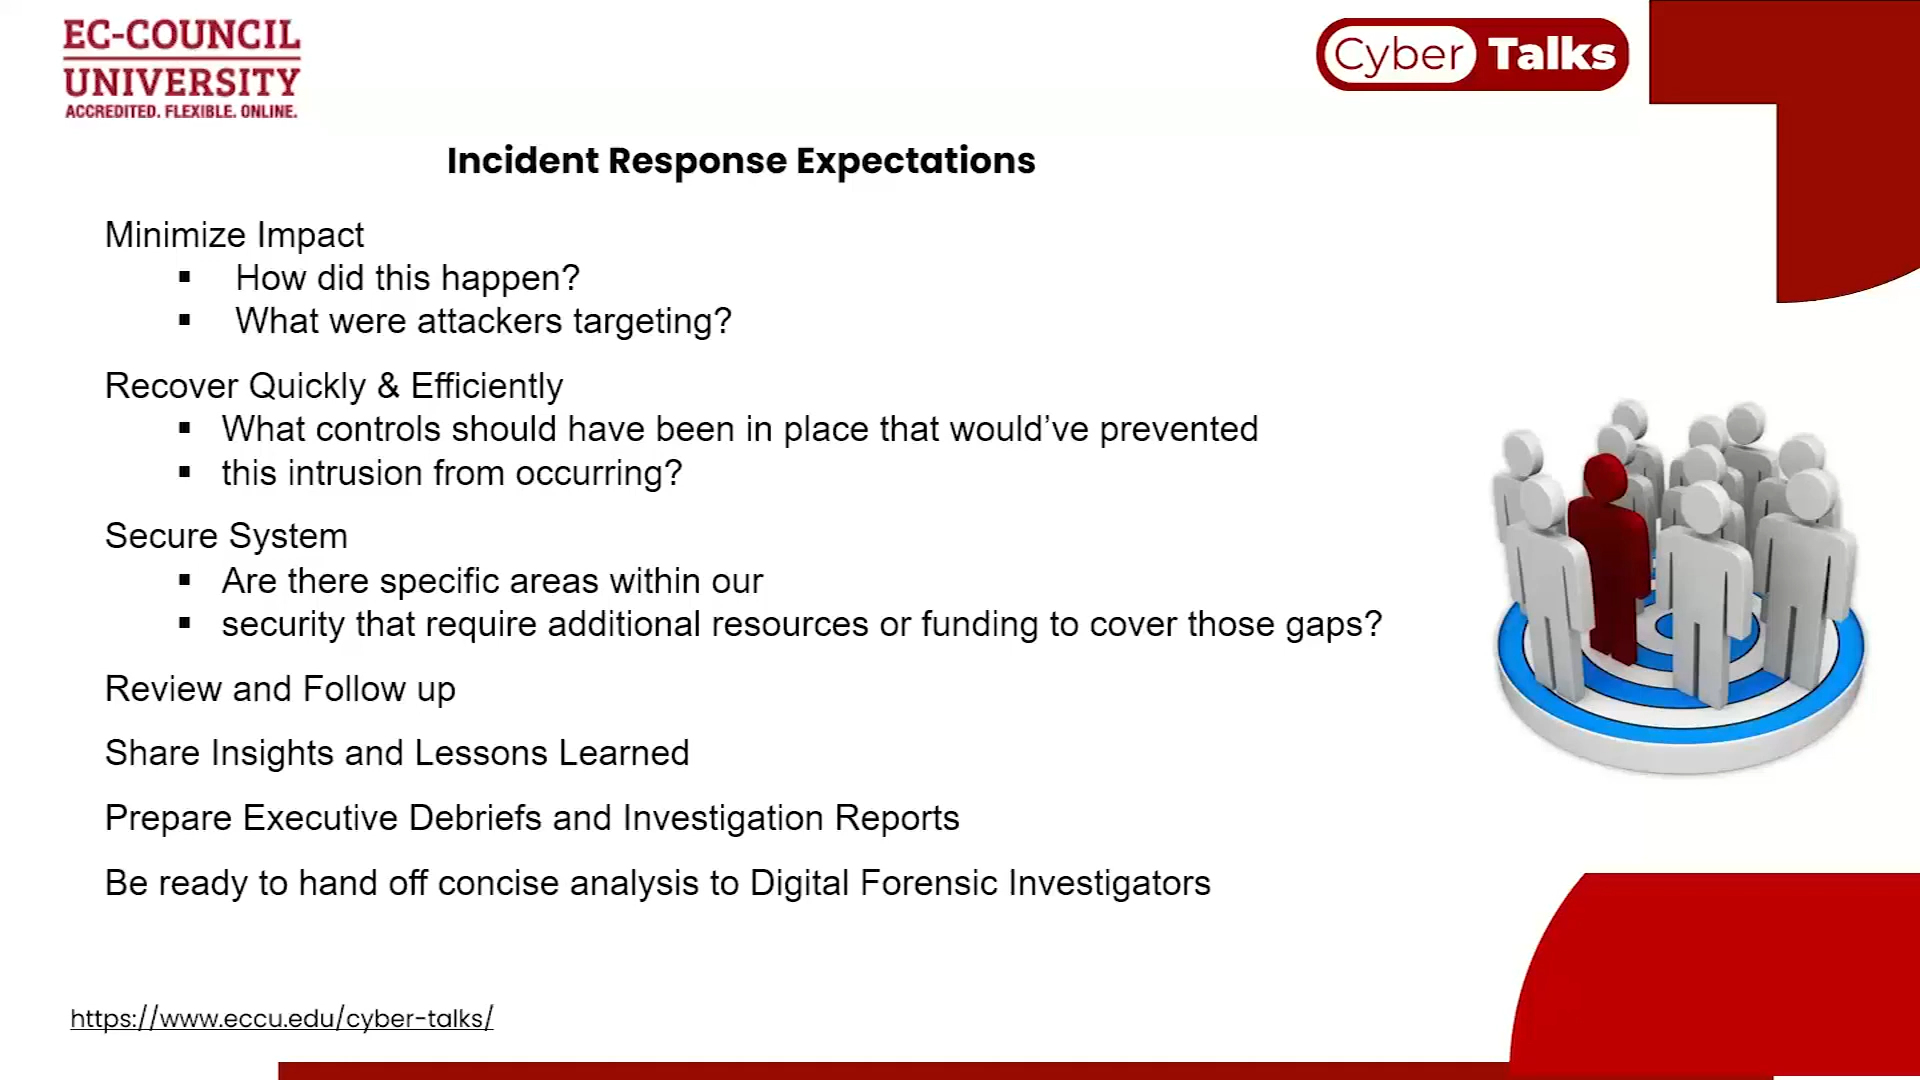 EC-COUNCIL
UNIVERSITY
ACCREDITED. FLEXIBLE. ONLINE.
Cyber Talks
Incident Response Expectations
Minimize Impact
▪ How did this happen?
▪ What were attackers targeting?
Recover Quickly & Efficiently
▪ What controls should have been in place that would’ve prevented
▪ this intrusion from occurring?
Secure System
▪ Are there specific areas within our
▪ security that require additional resources or funding to cover those gaps?
Review and Follow up
Share Insights and Lessons Learned
Prepare Executive Debriefs and Investigation Reports
Be ready to hand off concise analysis to Digital Forensic Investigators
https://www.eccu.edu/cyber-talks/